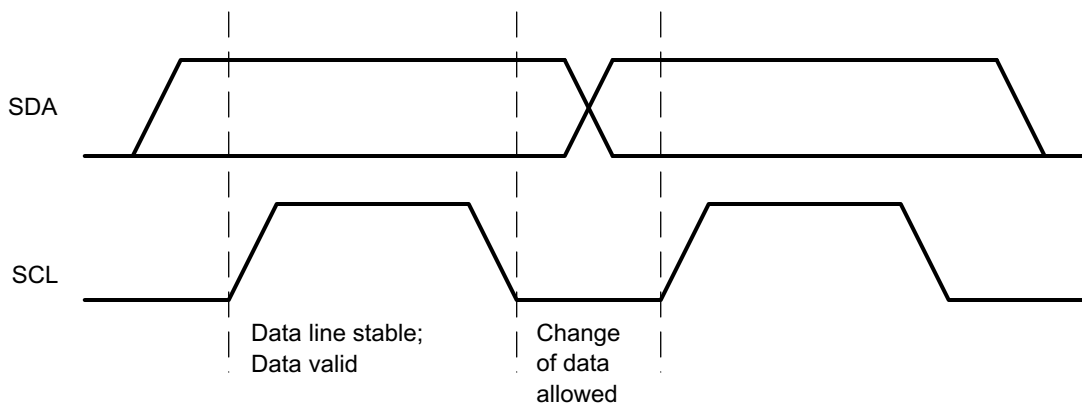 SDA
SCL
Data line stable;
Data valid
Change
of data
allowed